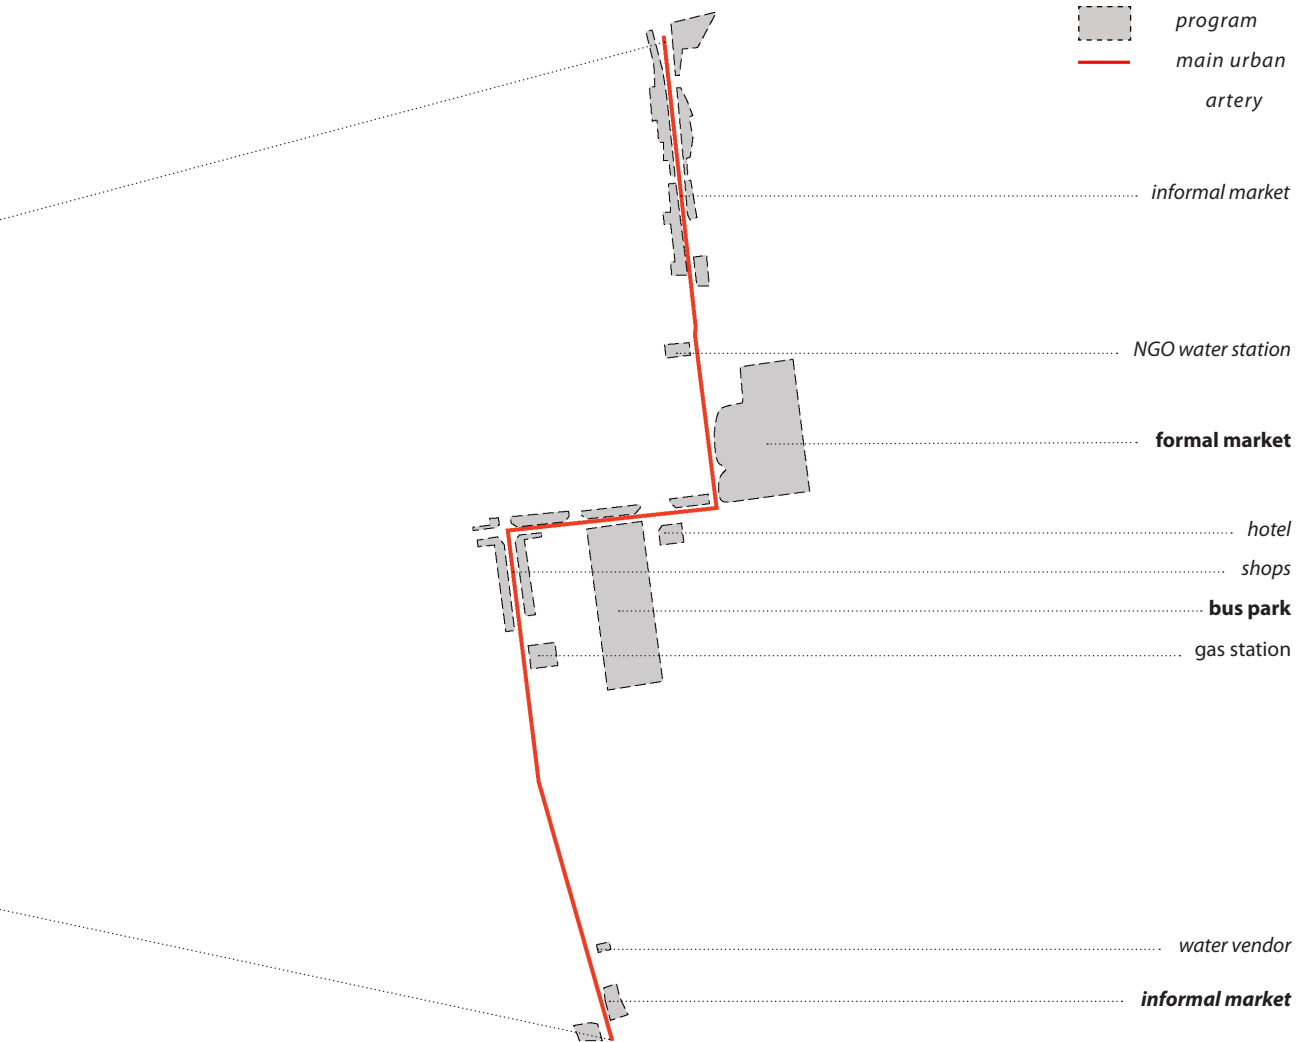 program
main urban
artery
informal market
NGO water station
formal market
hotel
shops
bus park
gas station
water vendor
informal market